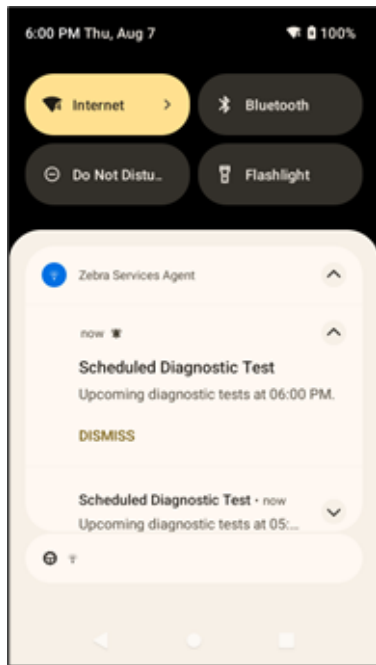 6:00 PM Thu, Aug 7 100%
Internet Bluetooth
Do Not Distu… Flashlight
Zebra Services Agent
now
Scheduled Diagnostic Test
Upcoming diagnostic tests at 06:00 PM.
DISMISS
Scheduled Diagnostic Test • now
Upcoming diagnostic tests at 05:…